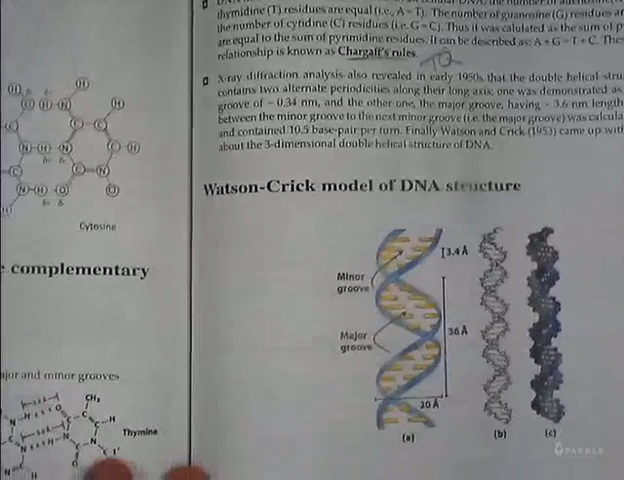 thymidine (T) residues are equal (i.e., A = T). The number of guanosine (G) residues ar
the number of cytidine (C) residues (i.e. G = C). Thus it was calulated as the sum of p
are equal to the sum of pyrimidine residues. It can be described as: A + G = T + C. Thes
relationship is known as Chargaff's rules.
X-ray diffraction analysis also revealed in early 1950s that the double helical stru
contains two alternate periodicities along their long axis, one was demonstrated as
groove of ~ 0.34 nm, and the other one, the major groove, having ~ 3.6 nm length
between the minor groove to the next minor groove (i.e. the major groove) was calcula
and contained 10.5 base-pair per turn. Finally Watson and Crick (1953) came up with
about the 3-dimensional double helical structure of DNA.
Watson-Crick model of DNA structure
Minor
groove
Major
groove
3.4 Å
36 Å
20 Å
(a)
(b)
(c)
Cytosine
complementary
ajor and minor grooves
CH₃
Thymine
SPARKLE